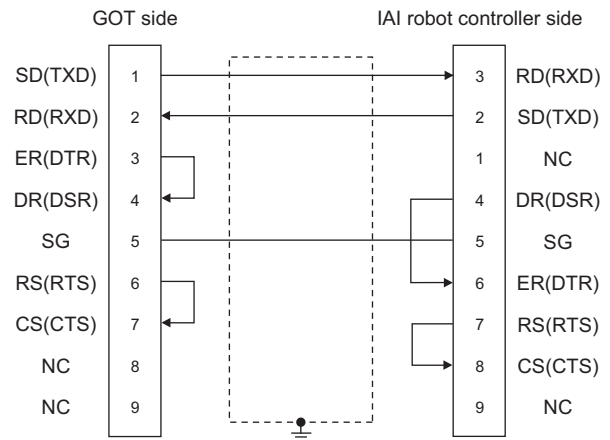 GOT side IAI robot controller side
SD(TXD) 1 3 RD(RXD)
RD(RXD) 2 2 SD(TXD)
ER(DTR) 3 1 NC
DR(DSR) 4 4 DR(DSR)
SG 5 5 SG
RS(RTS) 6 6 ER(DTR)
CS(CTS) 7 7 RS(RTS)
NC 8 8 CS(CTS)
NC 9 9 NC